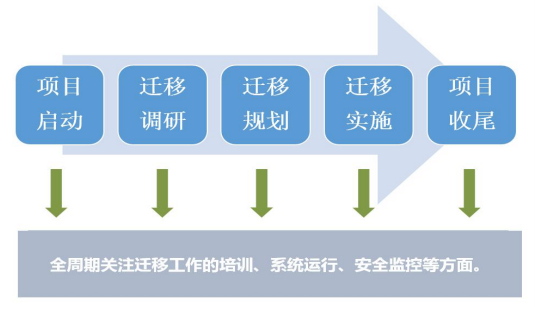 项目
启动
迁移
调研
迁移
规划
迁移
实施
项目
收尾
全周期关注迁移工作的培训、系统运行、安全监控等方面。